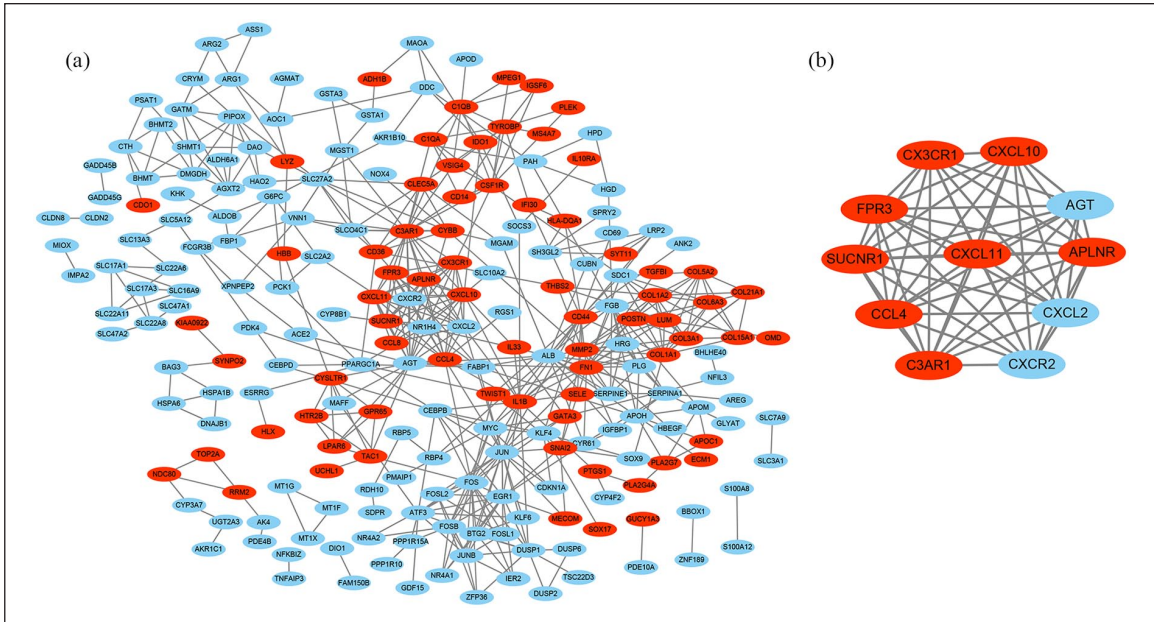 (a)
(b)
ASS1
ARG2
MAOA
APOD
CRYM
ARG1
AGMAT
ADH1B
DDC
MPEG1
IGSF6
PSAT1
GATM
PIPOX
AOC1
GSTA3
GSTA1
C1QB
PLEK
BHMT2
TYROBP
MS4A7
CTH
SHMT1
DAO
MGST1
AKR1B10
C1QA
IDO1
HPD
ALDH6A1
LYZ
VSIG4
PAH
IL10RA
GADD45B
BHMT
DMGDH
AGXT2
HAO2
SLC27A2
NOX4
CLEC5A
CSF1R
GADD45G
CDO1
KHK
G6PC
CD14
IFI30
HGD
CLDN8
CLDN2
SLC5A12
ALDOB
VNN1
SLCO4C1
C3AR1
CYBB
SOCS3
HLA-DQA1
SPRY2
MIOX
SLC13A3
FCGR3B
FBP1
HBB
SLC2A2
CD36
MGAM
SH3GL2
CD69
LRP2
ANK2
IMPA2
SLC17A1
SLC22A6
FPR3
CX3CR1
SLC10A2
CUBN
SYT11
SLC17A3
SLC16A9
XPNPEP2
PCK1
APLNR
SDC1
TGFBI
COL5A2
SLC22A11
SLC47A1
CXCL11
CXCR2
CXCL10
THBS2
FGB
COL1A2
COL6A3
COL21A1
SLC47A2
SLC22A8
KIAA0922
CYP8B1
SUCNR1
NR1H4
CXCL2
RGS1
CD44
POSTN
LUM
PDK4
ACE2
CCL8
IL33
HRG
COL3A1
COL15A1
OMD
SYNPO2
CEBPD
PPARGC1A
AGT
CCL4
FABP1
ALB
MMP2
COL1A1
BHLHE40
BAG3
FN1
PLG
NFIL3
HSPA6
HSPA1B
ESRRG
CYSLTR1
TWIST1
SELE
SERPINE1
SERPINA1
AREG
DNAJB1
MAFF
IL1B
GATA3
APOH
APOM
HTR2B
GPR65
CEBPB
MYC
KLF4
IGFBP1
HBEGF
GLYAT
SLC7A9
HLX
LPAR6
RBP5
CYR61
APOC1
TOP2A
UCHL1
TAC1
RBP4
JUN
SNAI2
SOX9
PLA2G7
ECM1
SLC3A1
NDC80
PMAIP1
PTGS1
RRM2
MT1G
RDH10
FOSL2
FOS
EGR1
CDKN1A
CYP4F2
PLA2G4A
S100A8
CYP3A7
MT1F
SDPR
ATF3
KLF6
MECOM
GUCY1A3
BBOX1
UGT2A3
AK4
FOSB
BTG2
FOSL1
SOX17
AKR1C1
PDE4B
MT1X
NR4A2
PPP1R15A
JUNB
DUSP1
DUSP6
S100A12
NFKBIZ
DIO1
PPP1R10
TSC22D3
PDE10A
ZNF189
TNFAIP3
FAM150B
GDF15
NR4A1
IER2
DUSP2
ZFP36
CX3CR1
CXCL10
FPR3
AGT
SUCNR1
CXCL11
APLNR
CCL4
CXCL2
C3AR1
CXCR2